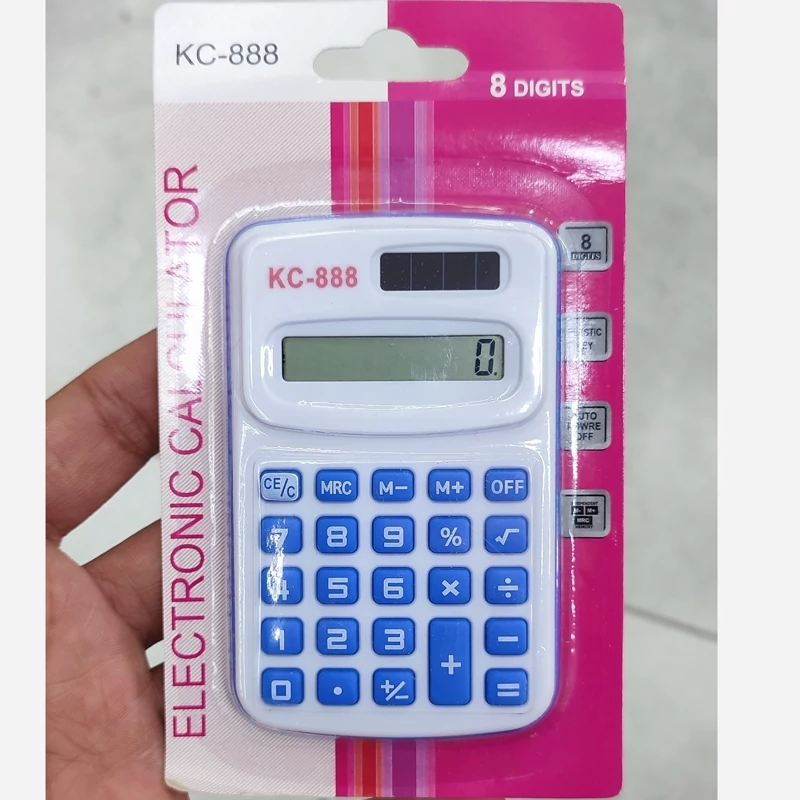 KC-888
8 DIGITS
ELECTRONIC CALCULATOR
KC-888
0.
8
DIGITS
AUTO
POWRE
OFF
MRC
CE/C MRC M− M+ OFF
7 8 9 % √
4 5 6 × ÷
1 2 3 + −
0 . +/− =